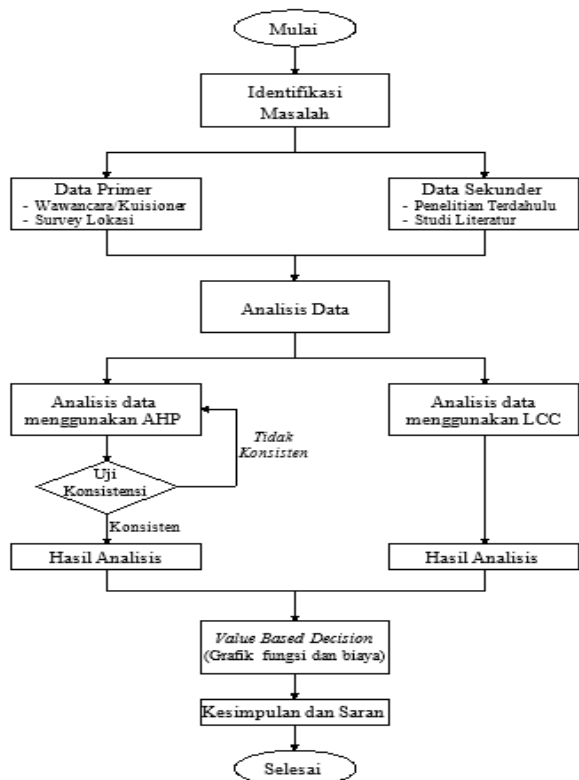 Mulai
Identifikasi
Masalah
Data Primer
- Wawancara/Kuisioner
- Survey Lokasi
Data Sekunder
- Penelitian Terdahulu
- Studi Literatur
Analisis Data
Analisis data
menggunakan AHP
Analisis data
menggunakan LCC
Tidak
Konsisten
Uji
Konsistensi
Konsisten
Hasil Analisis
Hasil Analisis
Value Based Decision
(Grafik fungsi dan biaya)
Kesimpulan dan Saran
Selesai